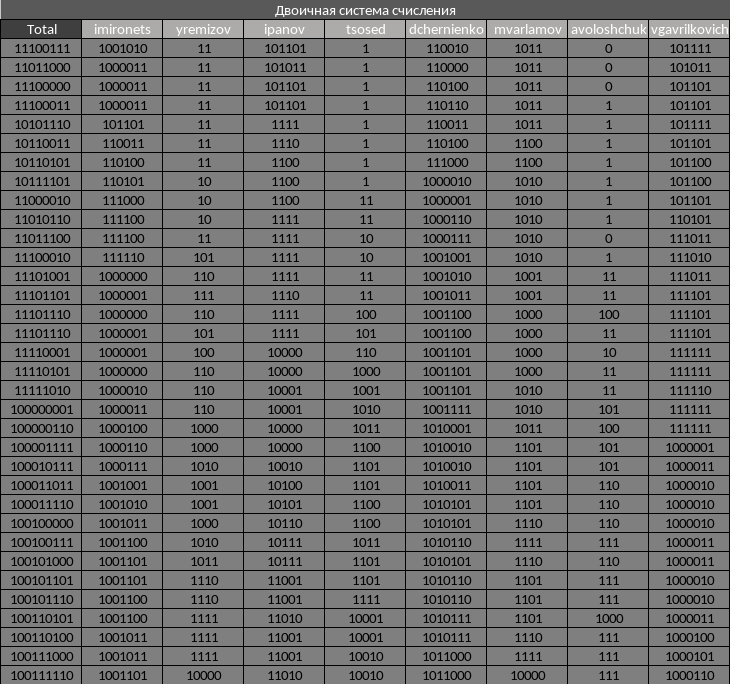 Двоичная система счисления
Total imironets yremizov ipanov tsosed dchernienko mvarlamov avoloshchuk vgavrilkovich
11100111 1001010 11 101101 1 110010 1011 0 101111
11011000 1000011 11 101011 1 110000 1011 0 101011
11100000 1000011 11 101101 1 110100 1011 0 101101
11100011 1000011 11 101101 1 110110 1011 1 101101
10101110 101101 11 1111 1 110011 1011 1 101111
10110011 110011 11 1110 1 110100 1100 1 101101
10110101 110100 11 1100 1 111000 1100 1 101100
10111101 110101 10 1100 1 1000010 1010 1 101100
11000010 111000 10 1100 11 1000001 1010 1 101101
11010110 111100 10 1111 11 1000110 1010 1 110101
11011100 111100 11 1111 10 1000111 1010 0 111011
11100010 111110 101 1111 10 1001001 1010 1 111010
11101001 1000000 110 1111 11 1001010 1001 11 111011
11101101 1000001 111 1110 11 1001011 1001 11 111101
11101110 1000000 110 1111 100 1001100 1000 100 111101
11101110 1000001 101 1111 101 1001100 1000 11 111101
11110001 1000001 100 10000 110 1001101 1000 10 111111
11110101 1000000 110 10000 1000 1001101 1000 11 111111
11111010 1000010 110 10001 1001 1001101 1010 11 111110
100000001 1000011 110 10001 1010 1001111 1010 101 111111
100000110 1000100 1000 10000 1011 1010001 1011 100 111111
100001111 1000110 1000 10000 1100 1010010 1101 101 1000001
100010111 1000111 1010 10010 1101 1010010 1101 101 1000011
100011011 1001001 1001 10100 1101 1010011 1101 110 1000010
100011110 1001010 1001 10101 1100 1010101 1101 110 1000010
100100000 1001011 1000 10110 1100 1010101 1110 110 1000010
100100111 1001100 1010 10111 1011 1010110 1111 111 1000011
100101000 1001101 1011 10111 1101 1010101 1110 110 1000011
100101101 1001101 1110 11001 1101 1010110 1101 111 1000010
100101110 1001100 1110 11001 1111 1010110 1101 111 1000010
100110101 1001100 1111 11010 10001 1010111 1101 1000 1000011
100110100 1001011 1111 11001 10001 1010111 1110 111 1000100
100111000 1001011 1111 11001 10010 1011000 1111 111 1000101
100111110 1001101 10000 11010 10010 1011000 10000 111 1000110